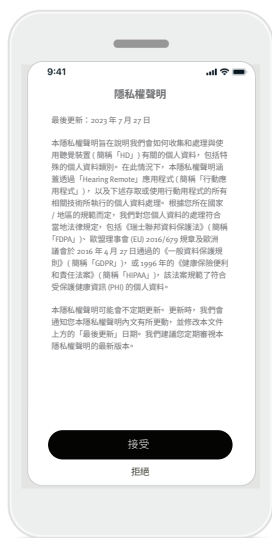 9:41
隱私權聲明
最後更新：2023 年 7 月 27 日
本隱私權聲明旨在說明我們會如何收集和處理與使
用聽覺裝置 ( 簡稱「HD」) 有關的個人資料，包括特
殊的個人資料類別。在此情況下，本隱私權聲明涵
蓋透過「Hearing Remote」應用程式 ( 簡稱「行動應
用程式」)，以及下述存取或使用行動應用程式的所有
相關技術所執行的個人資料處理。根據您所在國家
/ 地區的規範而定，我們對您個人資料的處理符合
當地法律規定，包括《瑞士聯邦資料保護法》( 簡稱
「FDPA」)、歐盟理事會 (EU) 2016/679 規章及歐洲
議會於 2016 年 4 月 27 日通過的《一般資料保護規
則》( 簡稱「GDPR」)，或 1996 年的《健康保險便利
和責任法案》( 簡稱「HIPAA」)，該法案規範了符合
受保護健康資訊 (PHI) 的個人資料。
本隱私權聲明可能會不定期更新。更新時，我們會
通知您本隱私權聲明內文有所更動，並修改本文件
上方的「最後更新」日期。我們建議您定期審視本
隱私權聲明的最新版本。
接受
拒絕